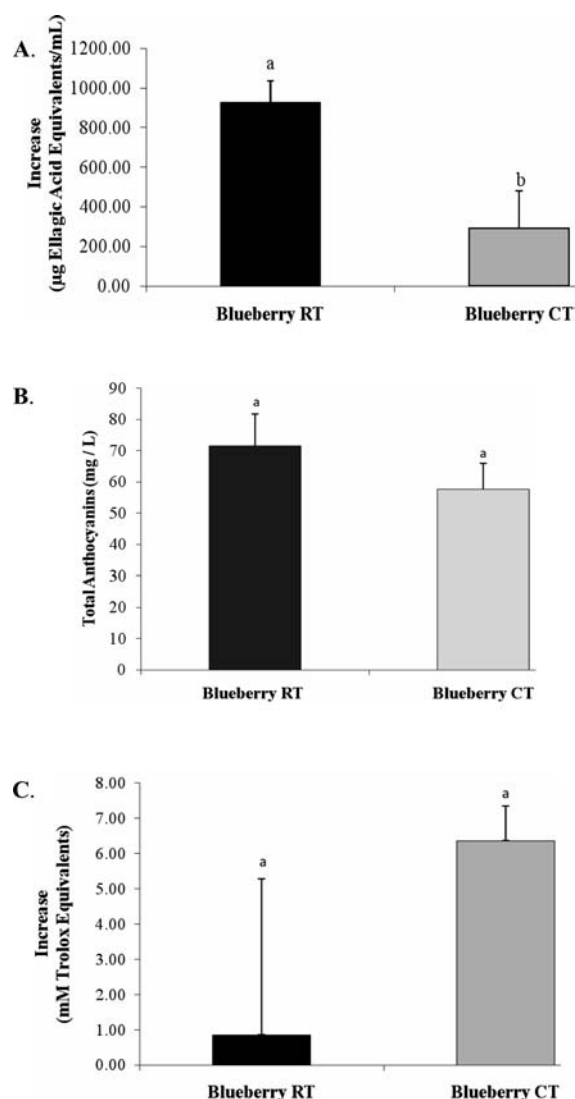 A.
Increase
(µg Ellagic Acid Equivalents/mL)
1200.00
1000.00
800.00
600.00
400.00
200.00
0.00
a
b
Blueberry RT
Blueberry CT
B.
Total Anthocyanins (mg / L)
90
80
70
60
50
40
30
20
10
0
a
a
Blueberry RT
Blueberry CT
C.
Increase
(mM Trolox Equivalents)
8.00
7.00
6.00
5.00
4.00
3.00
2.00
1.00
0.00
a
a
Blueberry RT
Blueberry CT